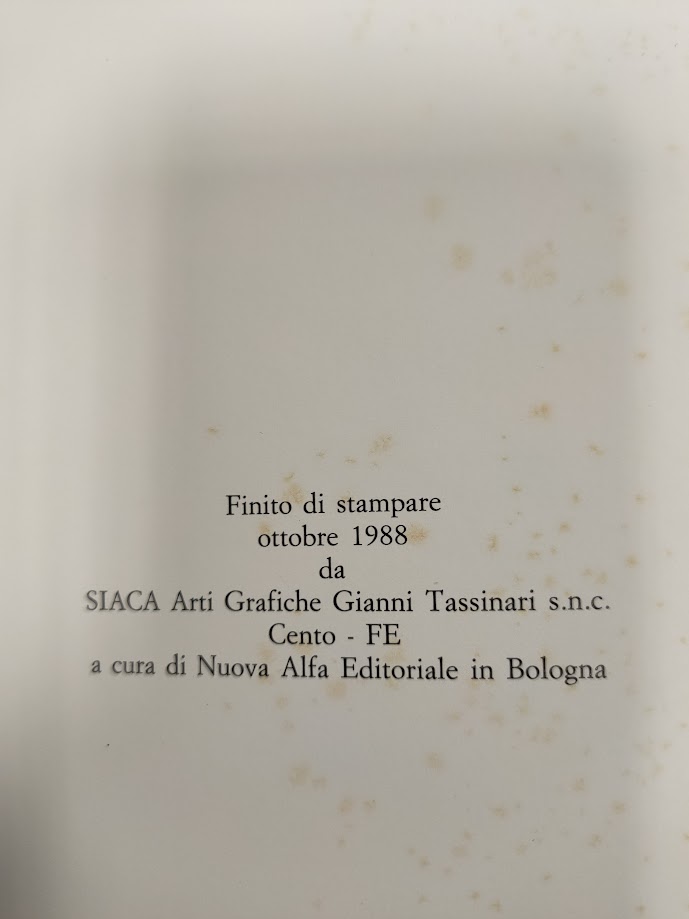 Finito di stampare
ottobre 1988
da
SIACA Arti Grafiche Gianni Tassinari s.n.c.
Cento - FE
a cura di Nuova Alfa Editoriale in Bologna